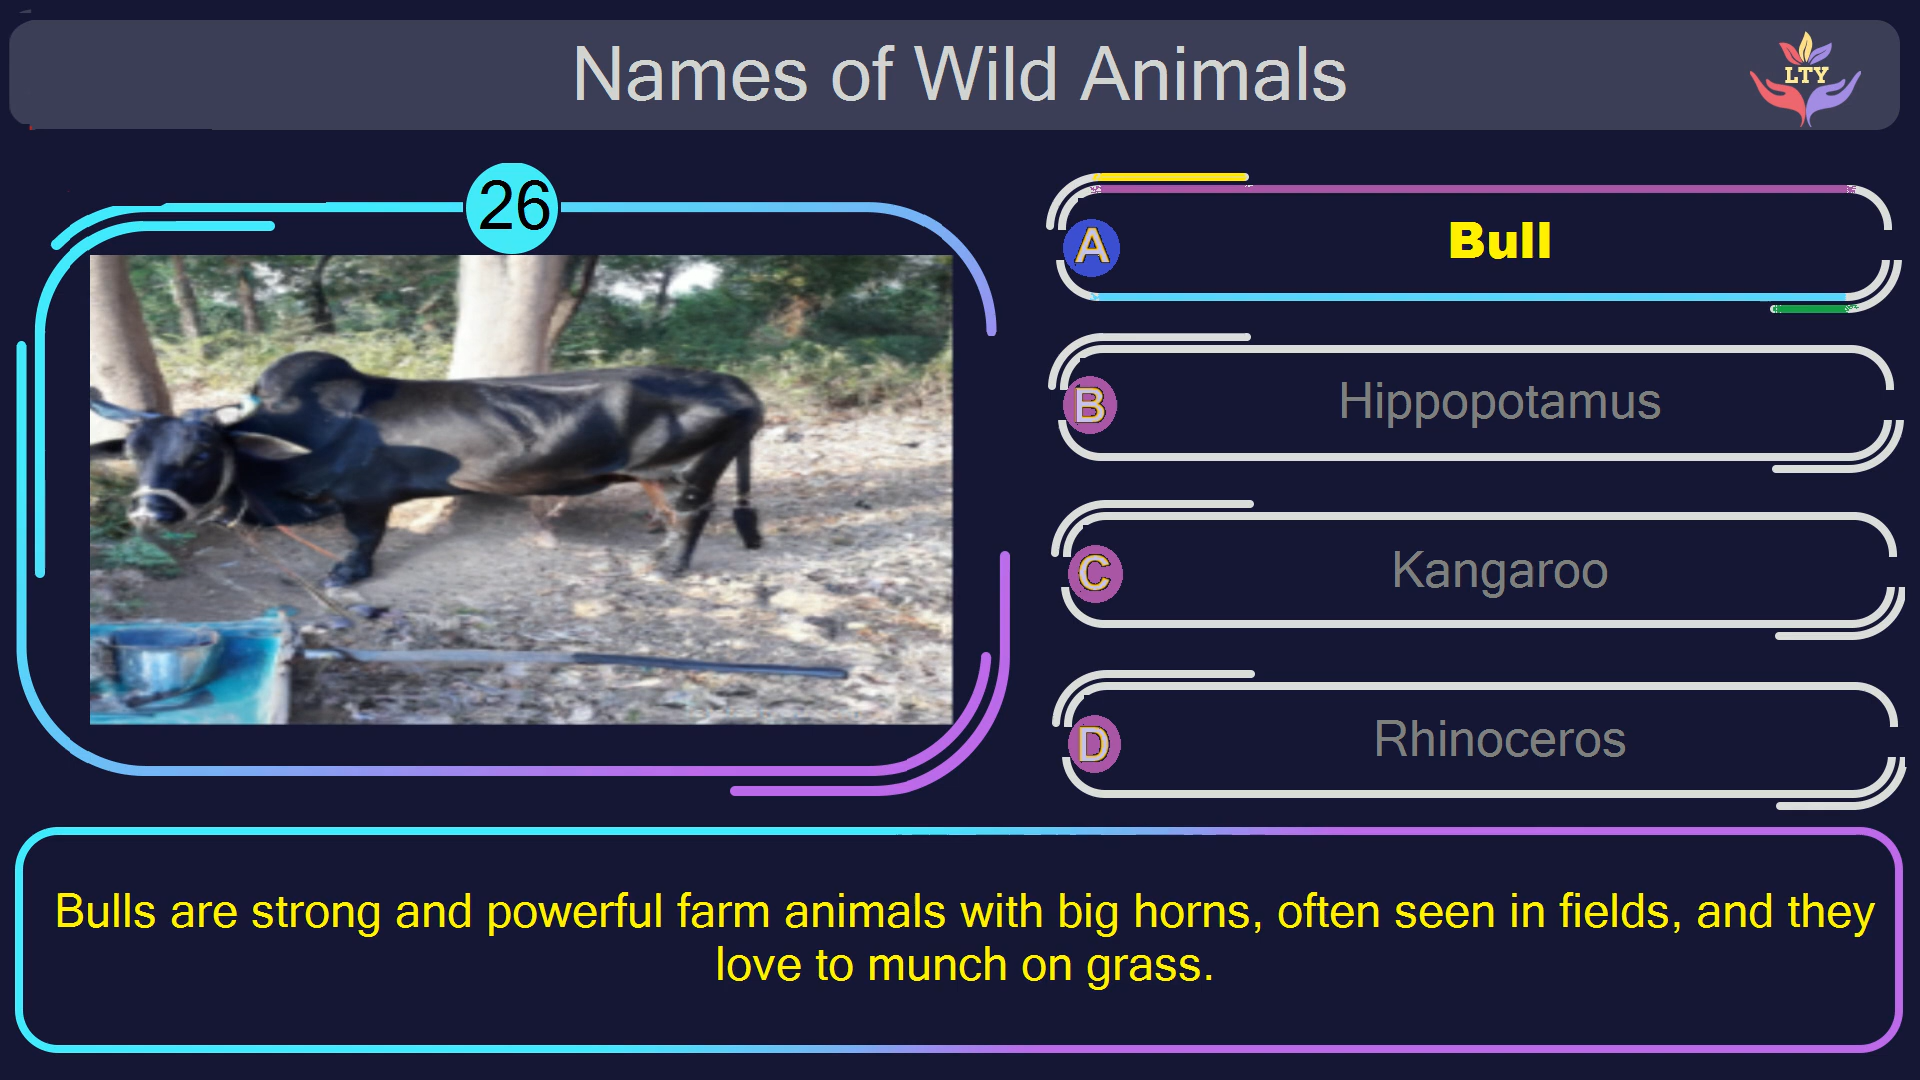 Names of Wild Animals
LTY
26
A
Bull
B
Hippopotamus
C
Kangaroo
D
Rhinoceros
Bulls are strong and powerful farm animals with big horns, often seen in fields, and they
love to munch on grass.